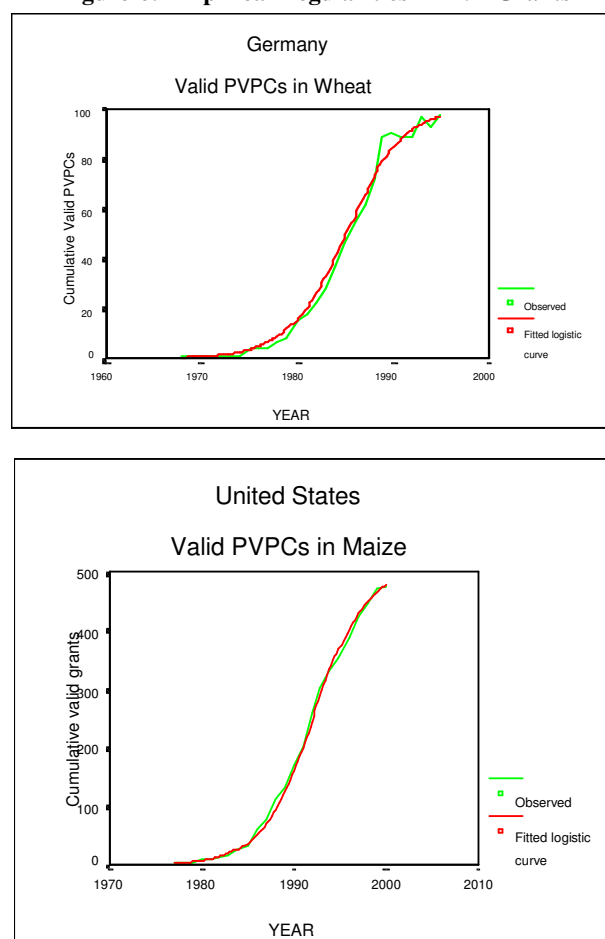 Germany
Valid PVPCs in Wheat
Cumulative Valid PVPCs
100
80
60
40
20
0
1960 1970 1980 1990 2000
YEAR
Observed
Fitted logistic
curve
United States
Valid PVPCs in Maize
Cumulative valid grants
500
400
300
200
100
0
1970 1980 1990 2000 2010
YEAR
Observed
Fitted logistic
curve